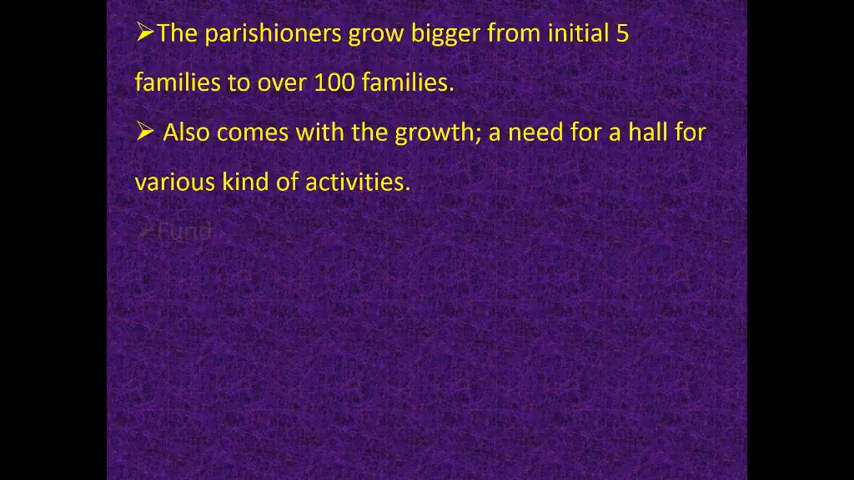 ➢The parishioners grow bigger from initial 5
families to over 100 families.
➢ Also comes with the growth; a need for a hall for
various kind of activities.
➢Fund